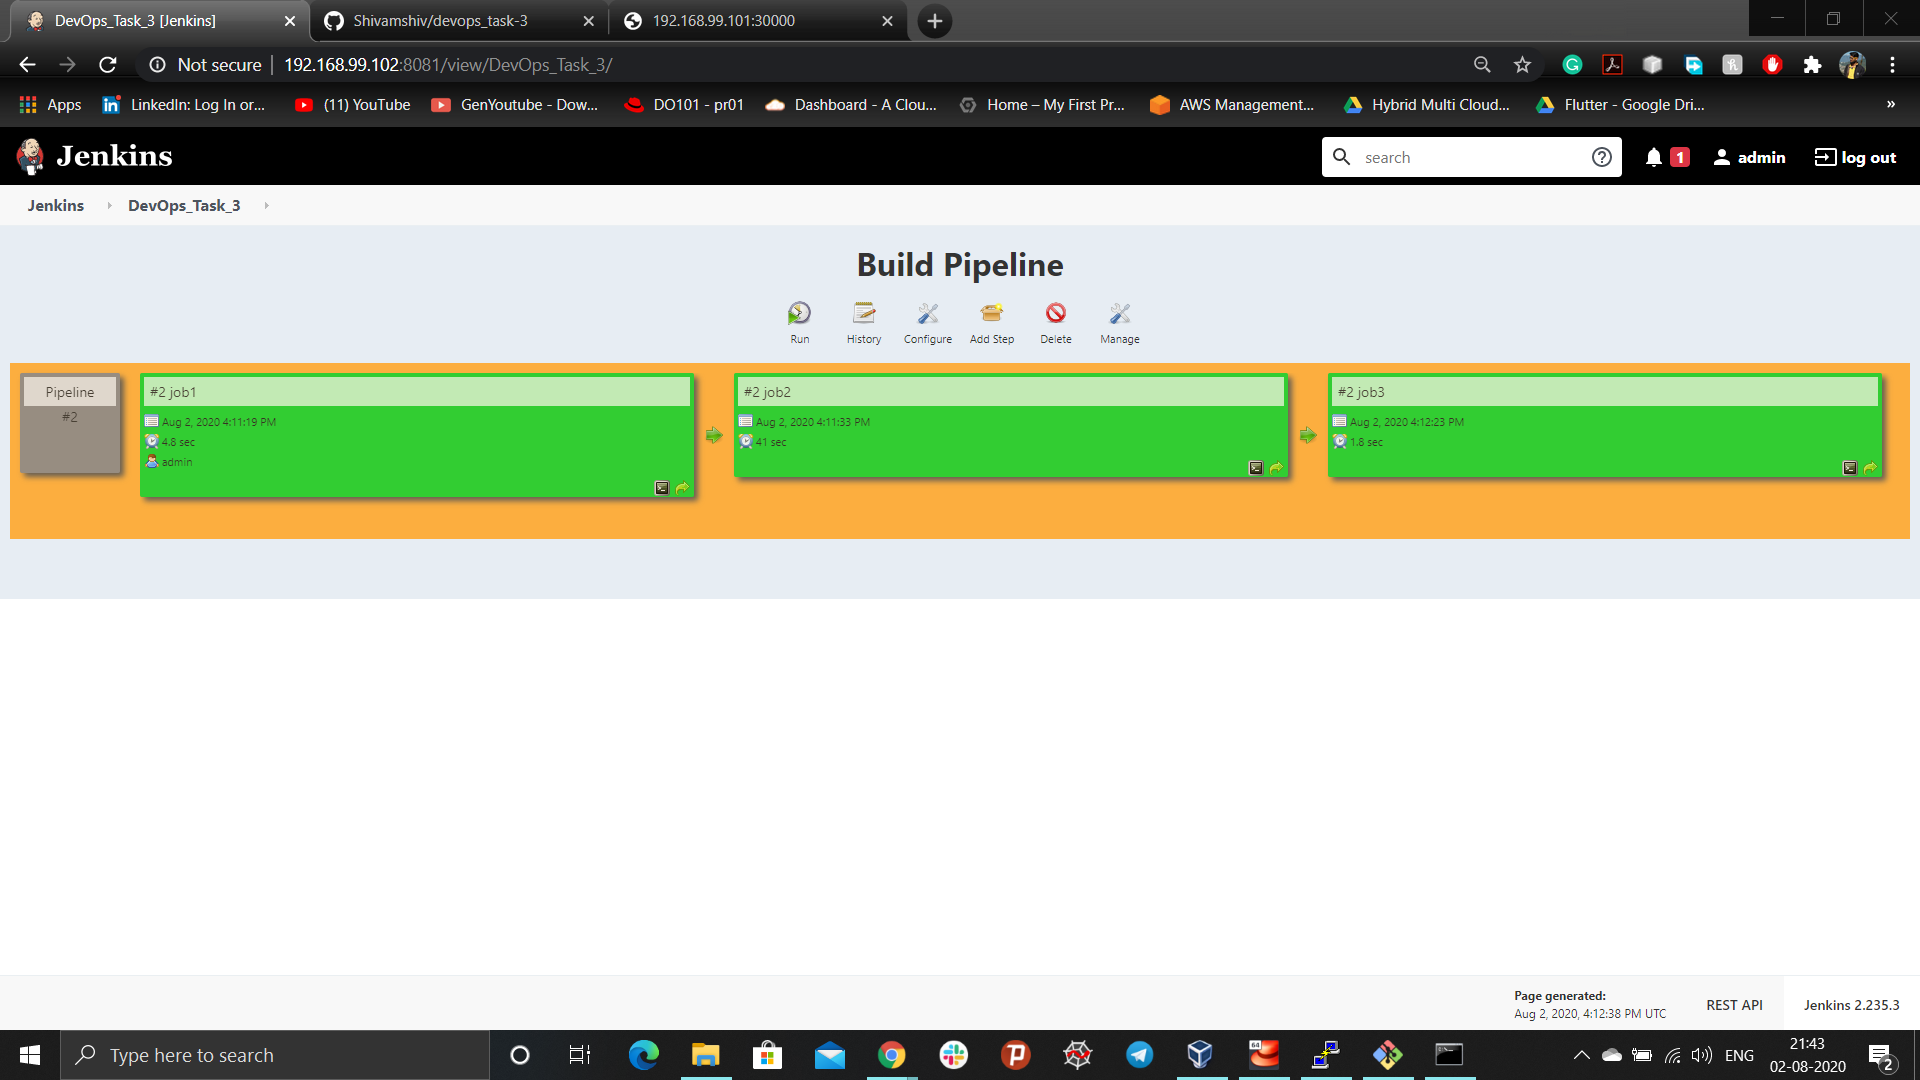 DevOps_Task_3 [Jenkins]
Shivamshiv/devops_task-3
192.168.99.101:30000
Not secure
192.168.99.102:8081/view/DevOps_Task_3/
Apps
LinkedIn: Log In or...
(11) YouTube
GenYoutube - Dow...
DO101 - pr01
Dashboard - A Clou...
Home – My First Pr...
AWS Management...
Hybrid Multi Cloud...
Flutter - Google Dri...
»
Jenkins
search
1
admin
log out
Jenkins
DevOps_Task_3
Build Pipeline
Run
History
Configure
Add Step
Delete
Manage
Pipeline
#2
#2 job1
Aug 2, 2020 4:11:19 PM
4.8 sec
admin
#2 job2
Aug 2, 2020 4:11:33 PM
41 sec
#2 job3
Aug 2, 2020 4:12:23 PM
1.8 sec
Page generated:
Aug 2, 2020, 4:12:38 PM UTC
REST API
Jenkins 2.235.3
Type here to search
64
ENG
21:43
02-08-2020
2